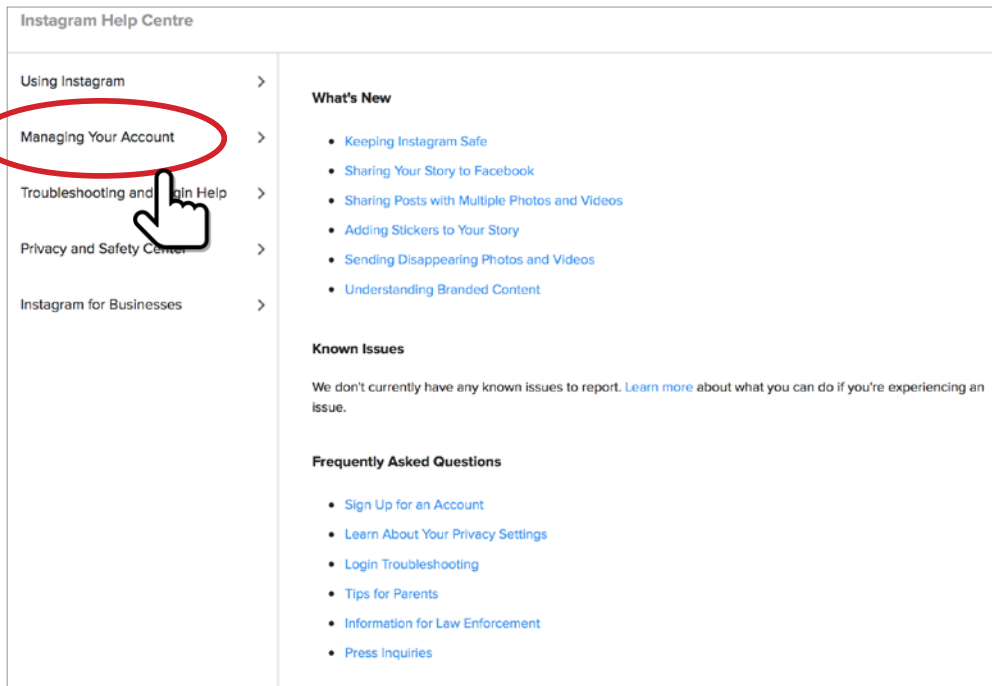 Instagram Help Centre
Using Instagram
Managing Your Account
Troubleshooting and Login Help
Privacy and Safety Center
Instagram for Businesses
What's New
Keeping Instagram Safe
Sharing Your Story to Facebook
Sharing Posts with Multiple Photos and Videos
Adding Stickers to Your Story
Sending Disappearing Photos and Videos
Understanding Branded Content
Known Issues
We don't currently have any known issues to report. Learn more about what you can do if you're experiencing an
issue.
Frequently Asked Questions
Sign Up for an Account
Learn About Your Privacy Settings
Login Troubleshooting
Tips for Parents
Information for Law Enforcement
Press Inquiries